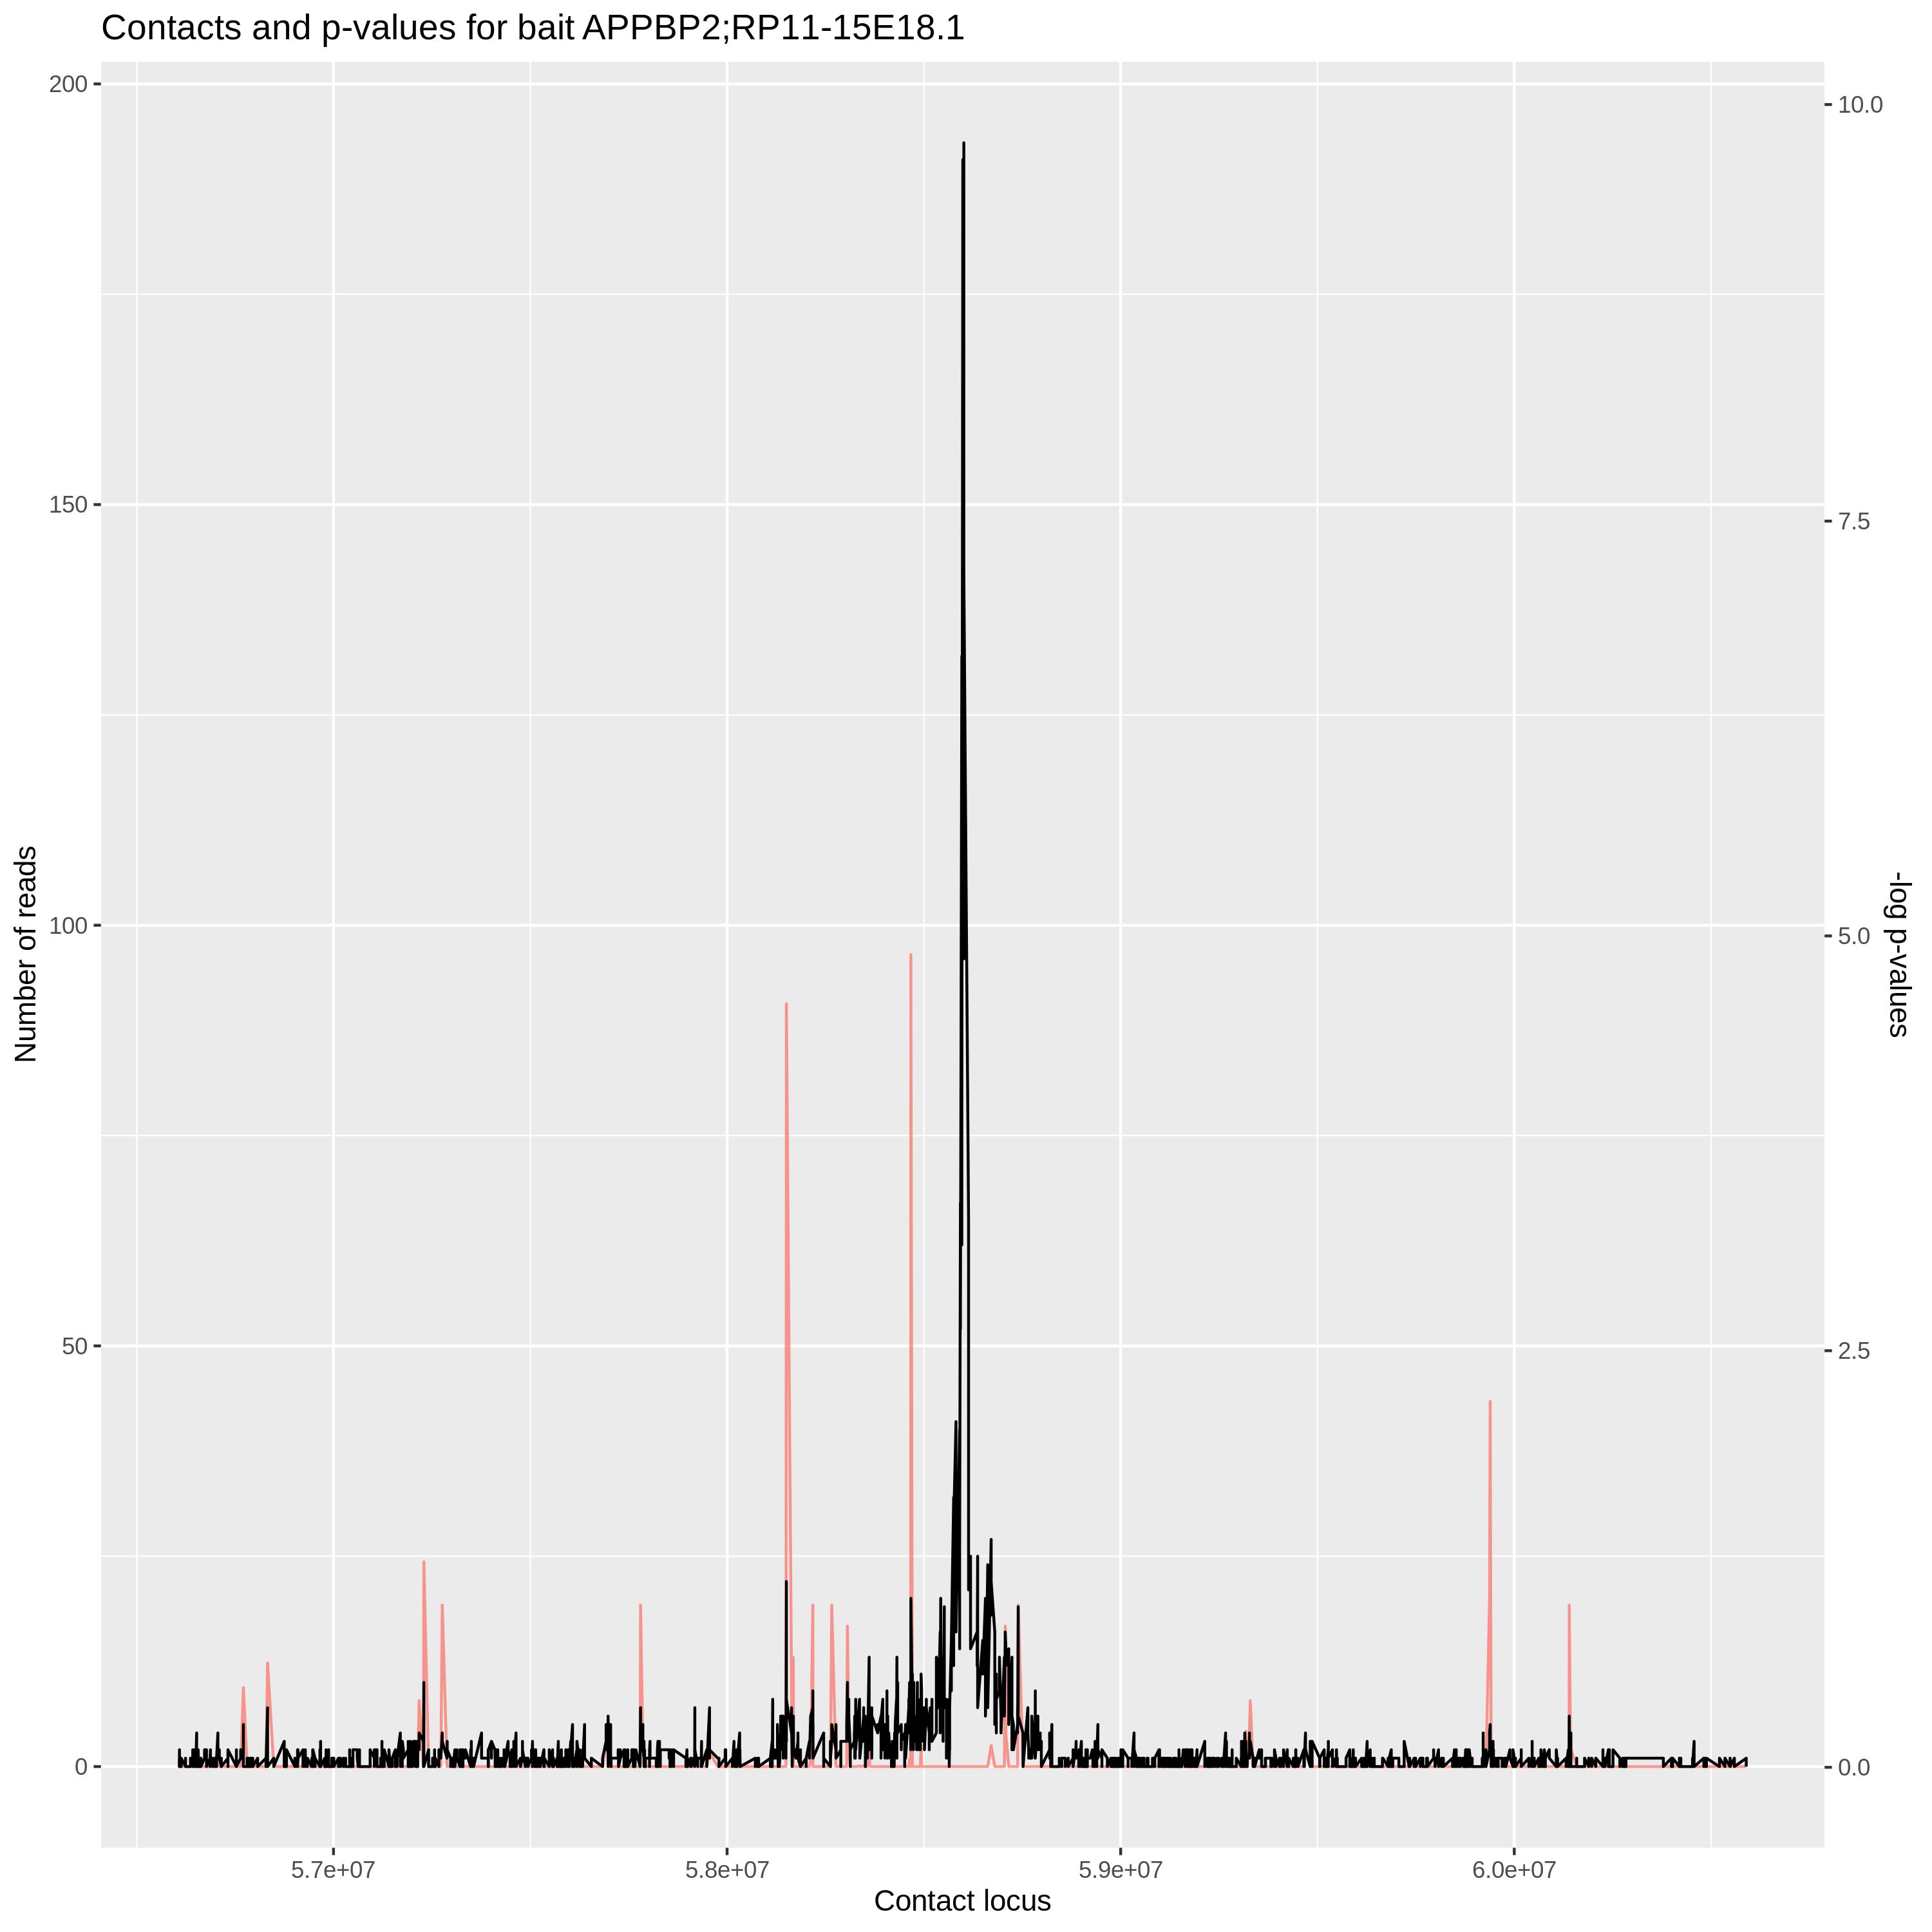 Contacts and p-values for bait APPBP2;RP11-15E18.1
200
150
100
50
0
Number of reads
10.0
7.5
5.0
2.5
0.0
-log p-values
5.7e+07 5.8e+07 5.9e+07 6.0e+07
Contact locus